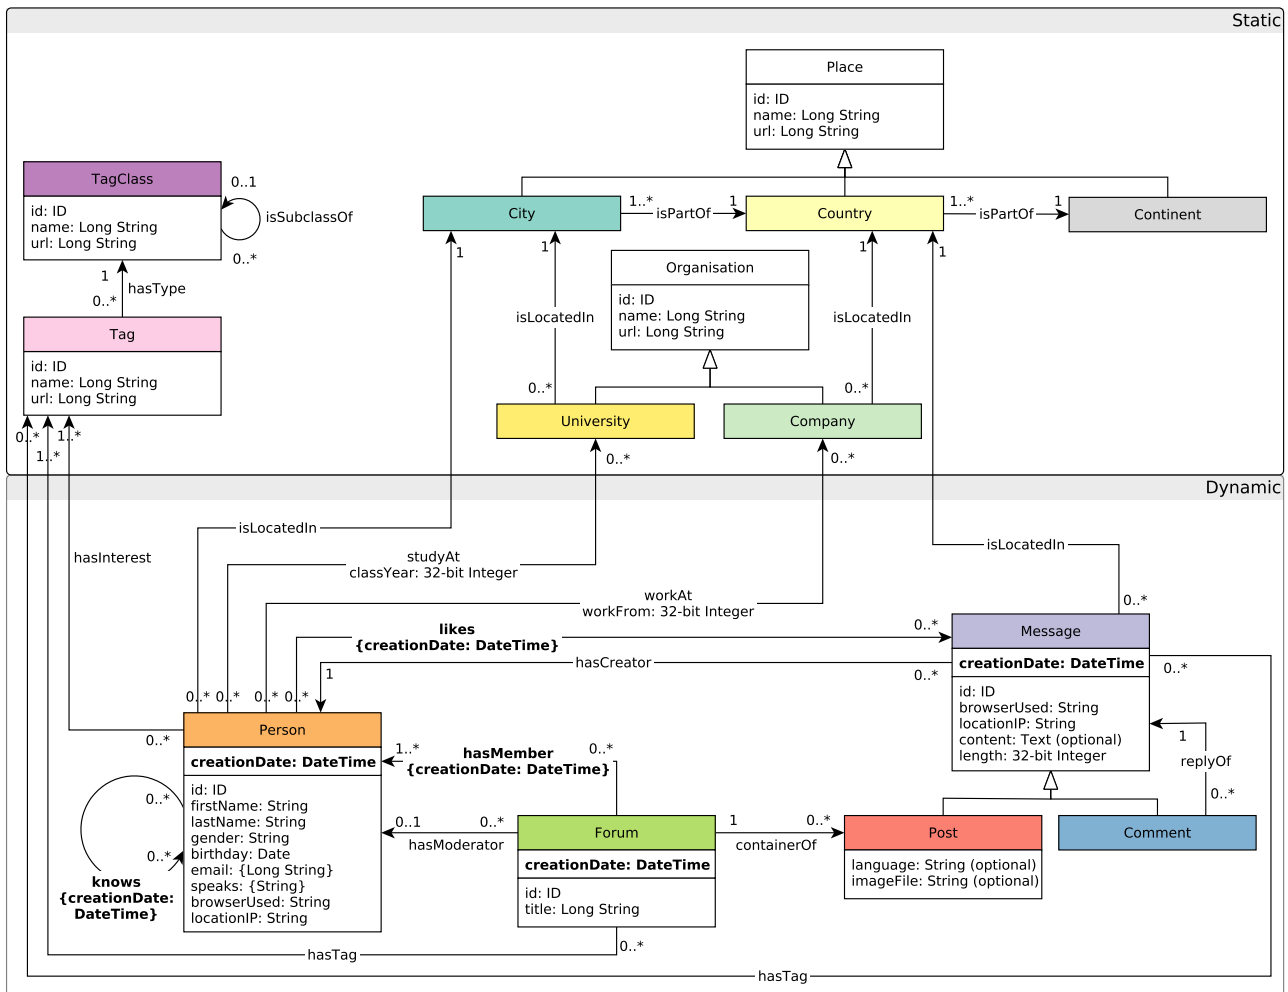 Static
Place
id: ID
name: Long String
url: Long String
TagClass
id: ID
name: Long String
url: Long String
0..1
isSubclassOf
0..*
City
1..*
isPartOf
1
Country
1..*
isPartOf
1
Continent
1
hasType
0..*
Tag
id: ID
name: Long String
url: Long String
1
1
1
1
Organisation
id: ID
name: Long String
url: Long String
isLocatedIn
isLocatedIn
0..*
0..*
University
Company
0..*
1..*
1..*
0..*
0..*
Dynamic
isLocatedIn
hasInterest
studyAt
classYear: 32-bit Integer
isLocatedIn
workAt
workFrom: 32-bit Integer
0..*
likes
{creationDate: DateTime}
0..*
hasCreator
1
0..*
Message
creationDate: DateTime
id: ID
browserUsed: String
locationIP: String
content: Text (optional)
length: 32-bit Integer
0..*
0..*
0..*
0..*
0..*
0..*
Person
creationDate: DateTime
id: ID
firstName: String
lastName: String
gender: String
birthday: Date
email: {Long String}
speaks: {String}
browserUsed: String
locationIP: String
1..*
hasMember
{creationDate: DateTime}
0..*
1
replyOf
0..*
0..*
0..*
knows
{creationDate:
DateTime}
0..1
hasModerator
0..*
Forum
creationDate: DateTime
id: ID
title: Long String
1
containerOf
0..*
Post
language: String (optional)
imageFile: String (optional)
Comment
0..*
hasTag
hasTag